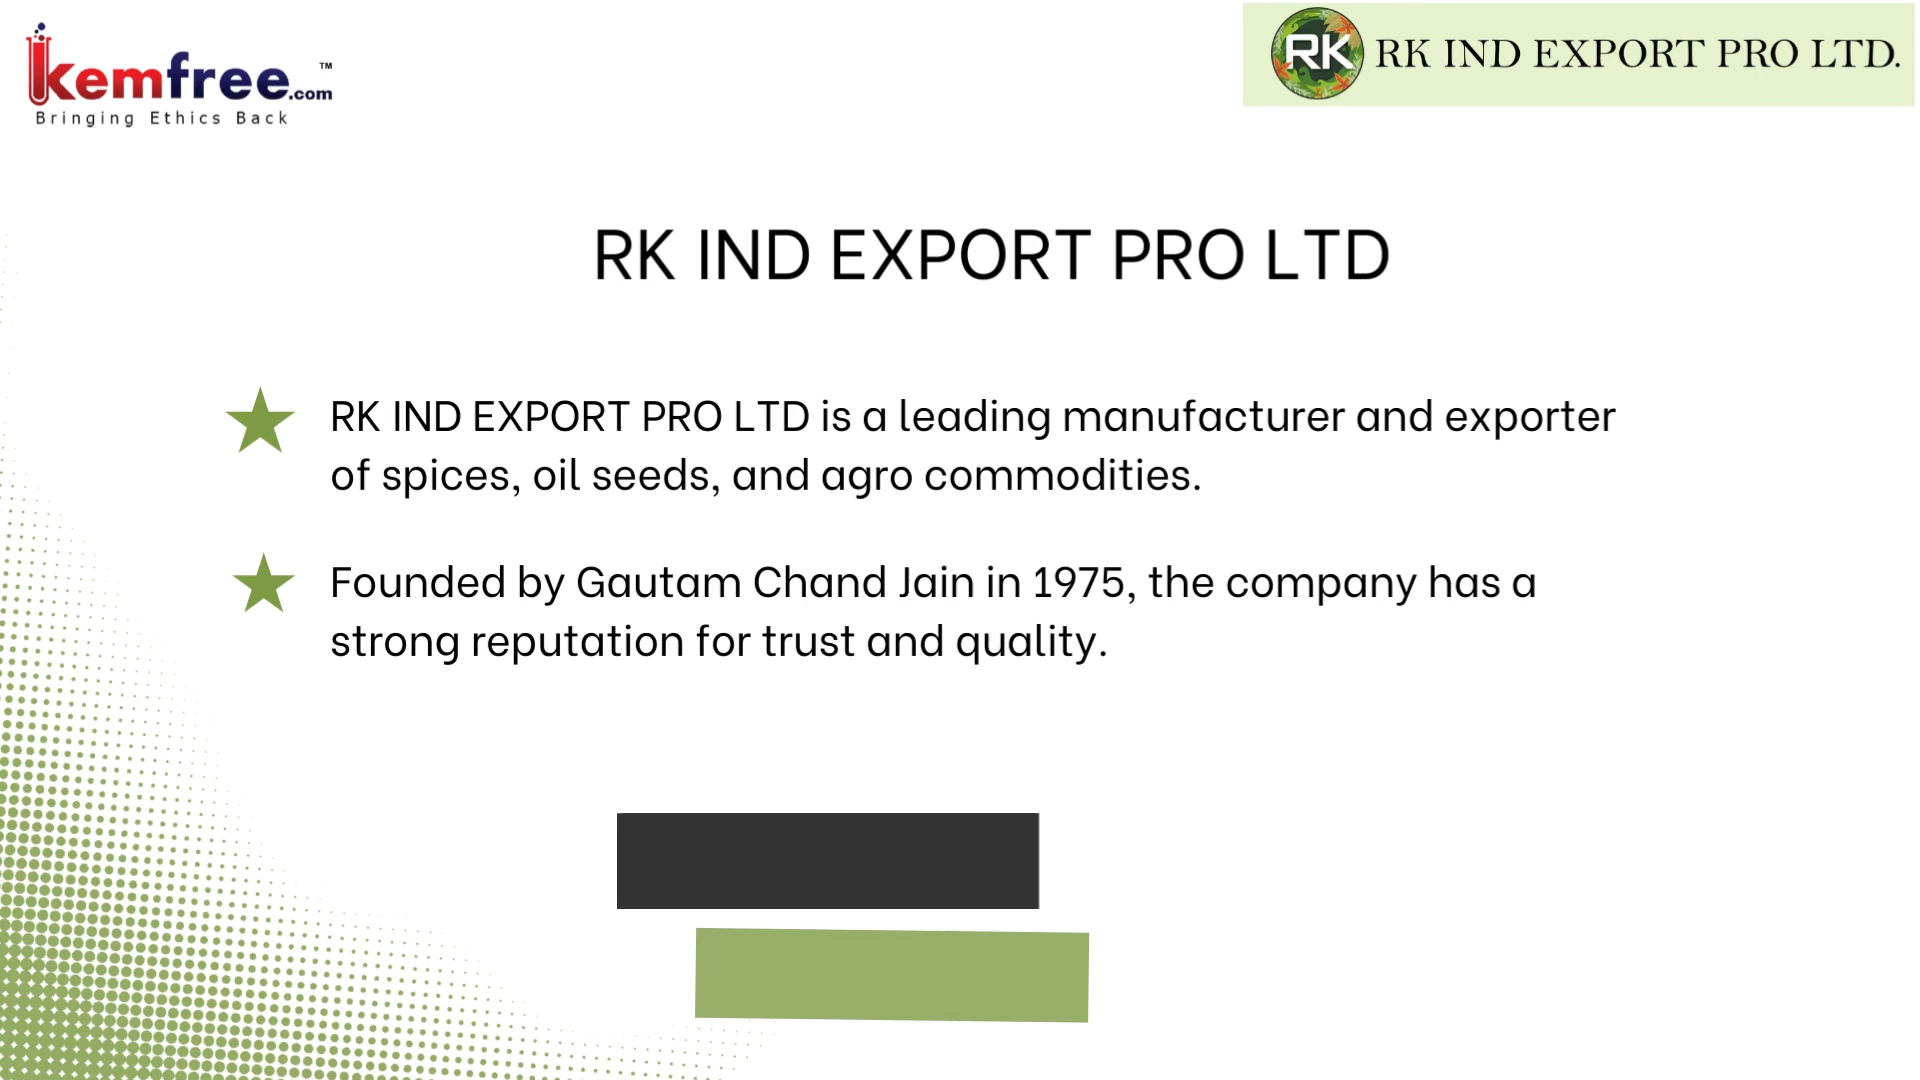 kemfree.com ™
Bringing Ethics Back
RK RK IND EXPORT PRO LTD.
RK IND EXPORT PRO LTD
RK IND EXPORT PRO LTD is a leading manufacturer and exporter
of spices, oil seeds, and agro commodities.
Founded by Gautam Chand Jain in 1975, the company has a
strong reputation for trust and quality.